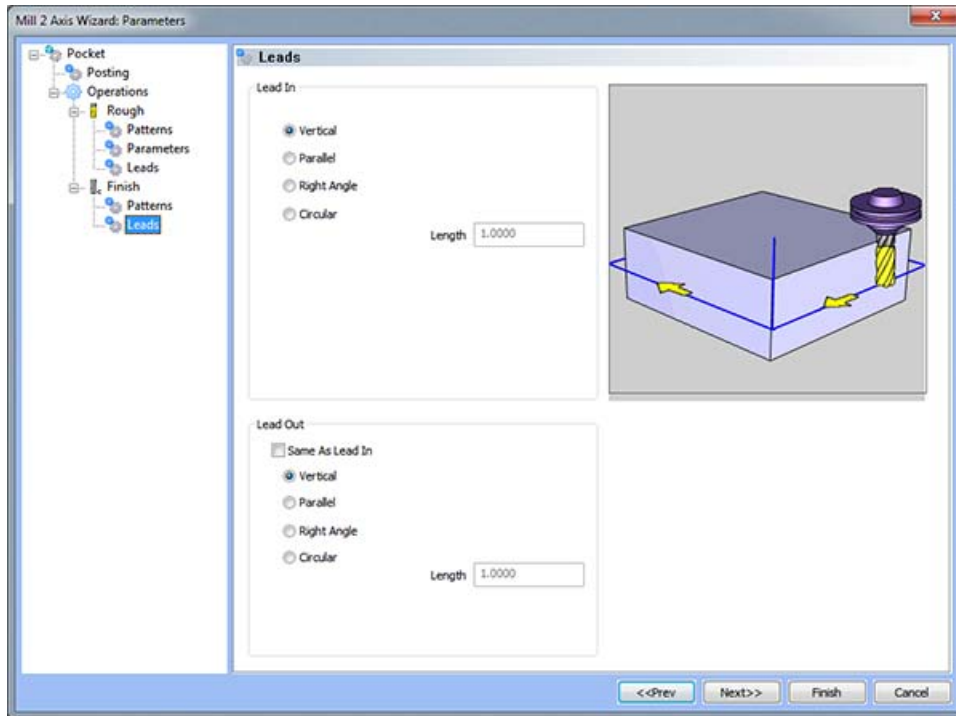 Mill 2 Axis Wizard: Parameters
Pocket
Posting
Operations
Rough
Patterns
Parameters
Leads
Finish
Patterns
Leads
Leads
Lead In
Vertical
Parallel
Right Angle
Circular
Length 1.0000
Lead Out
Same As Lead In
Vertical
Parallel
Right Angle
Circular
Length 1.0000
<<Prev Next>> Finish Cancel